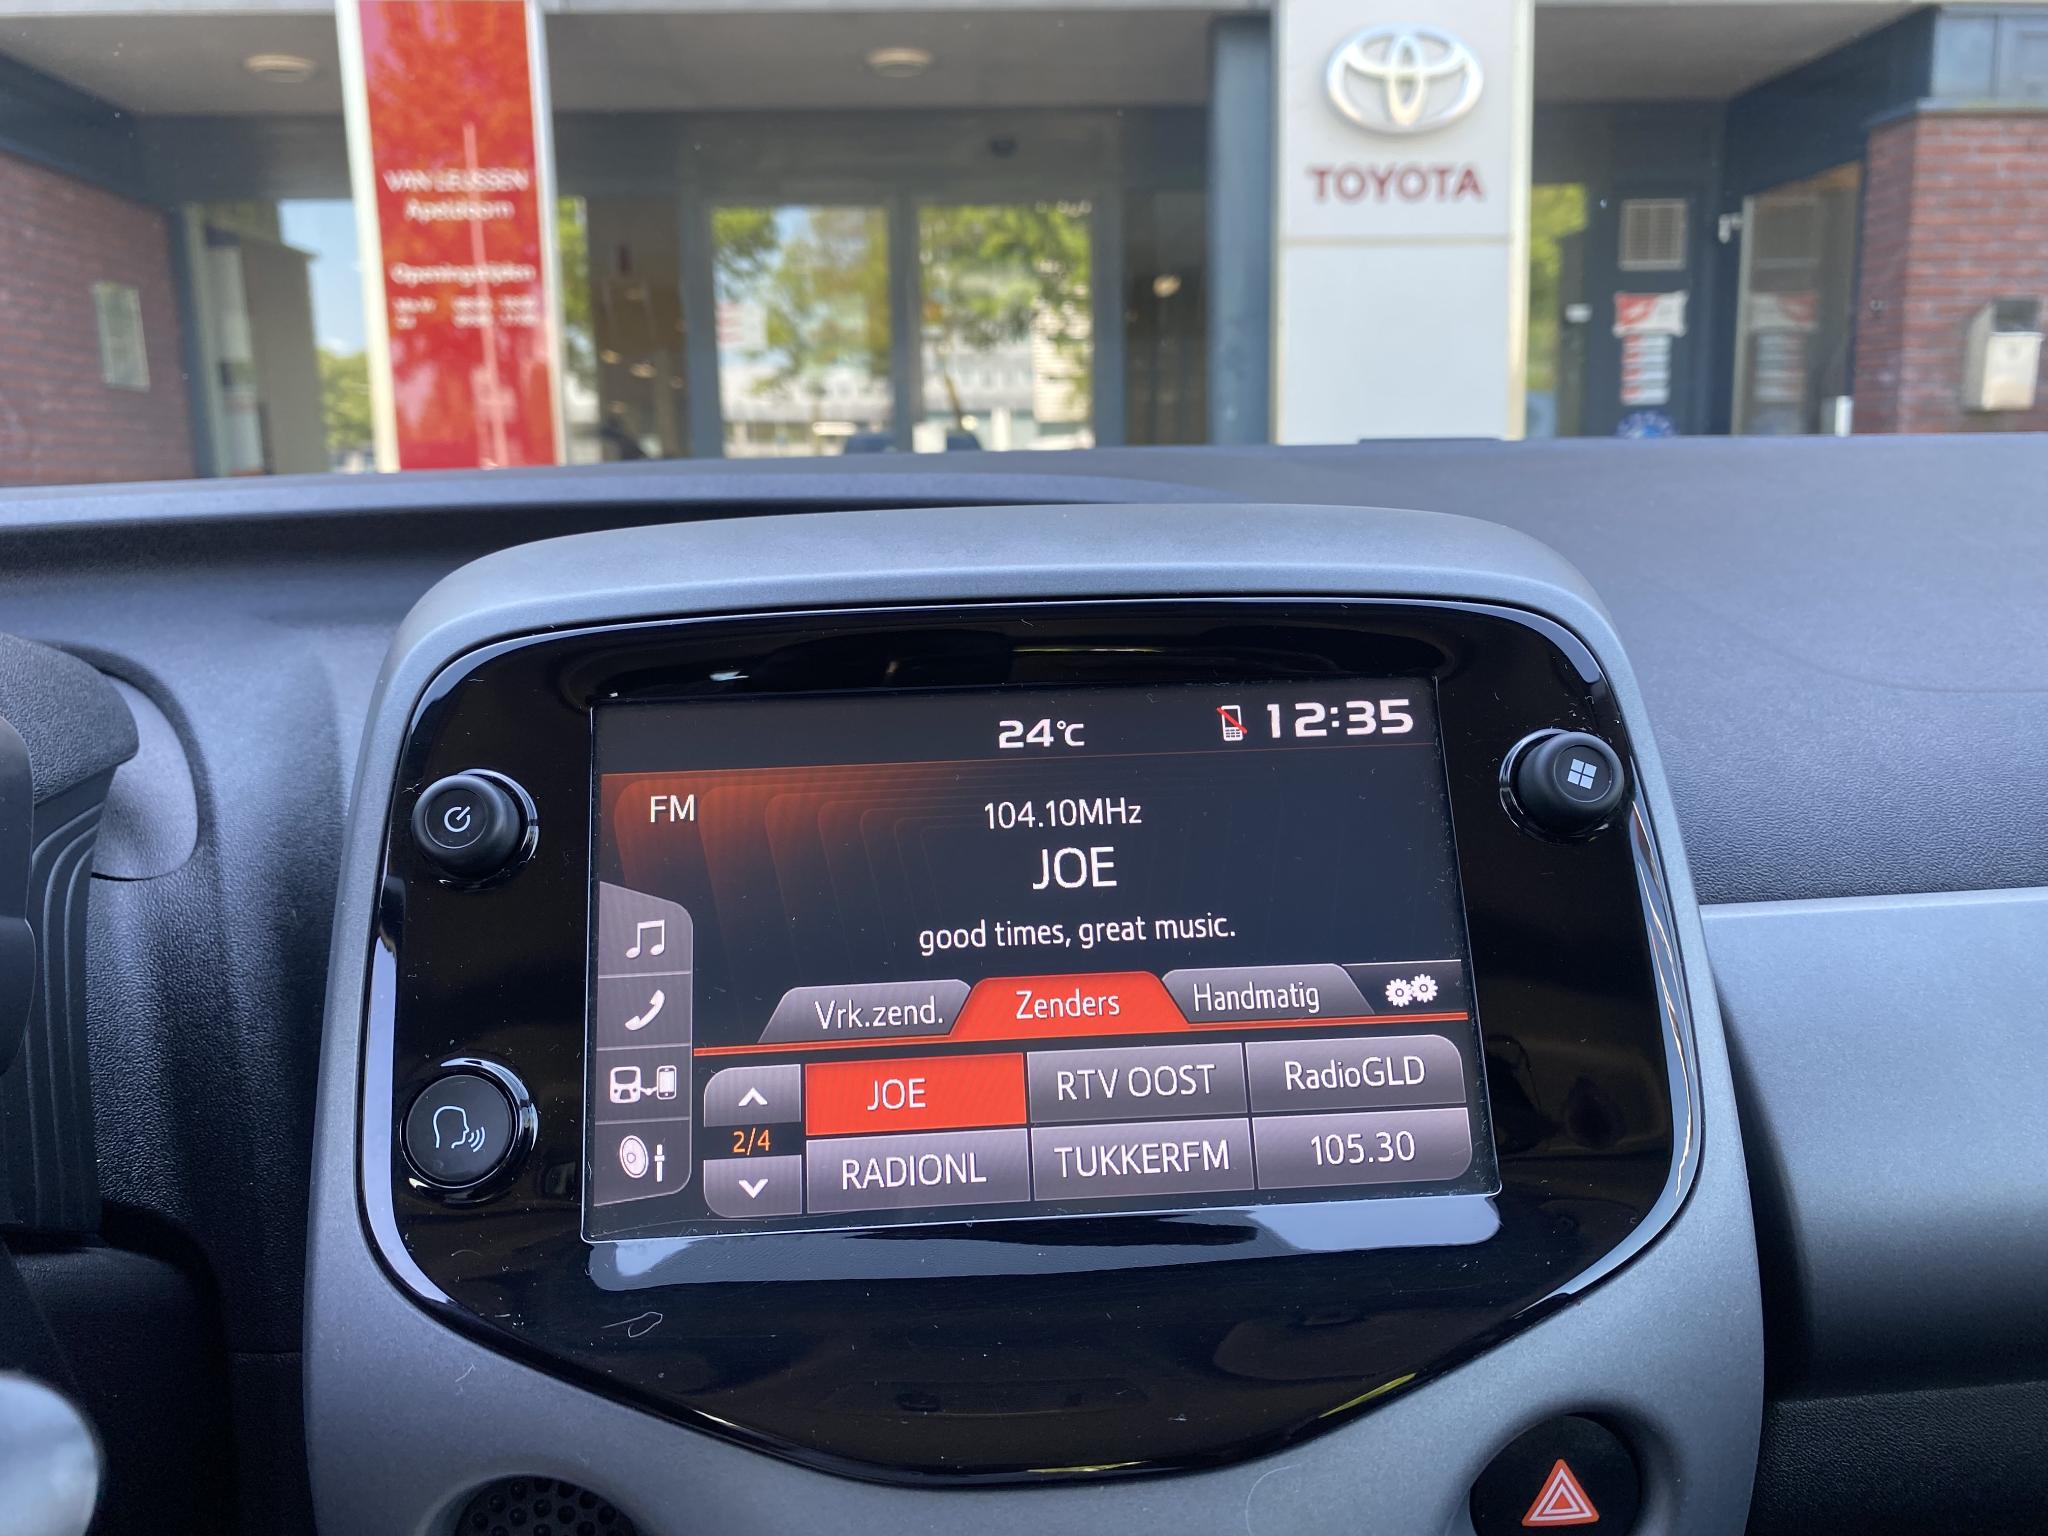 VAN LEUSSEN
Apeldoorn
Openingstijden
TOYOTA
24°C
12:35
FM
104.10MHz
JOE
good times, great music.
Vrk.zend.
Zenders
Handmatig
2/4
JOE
RTV OOST
RadioGLD
RADIONL
TUKKERFM
105.30